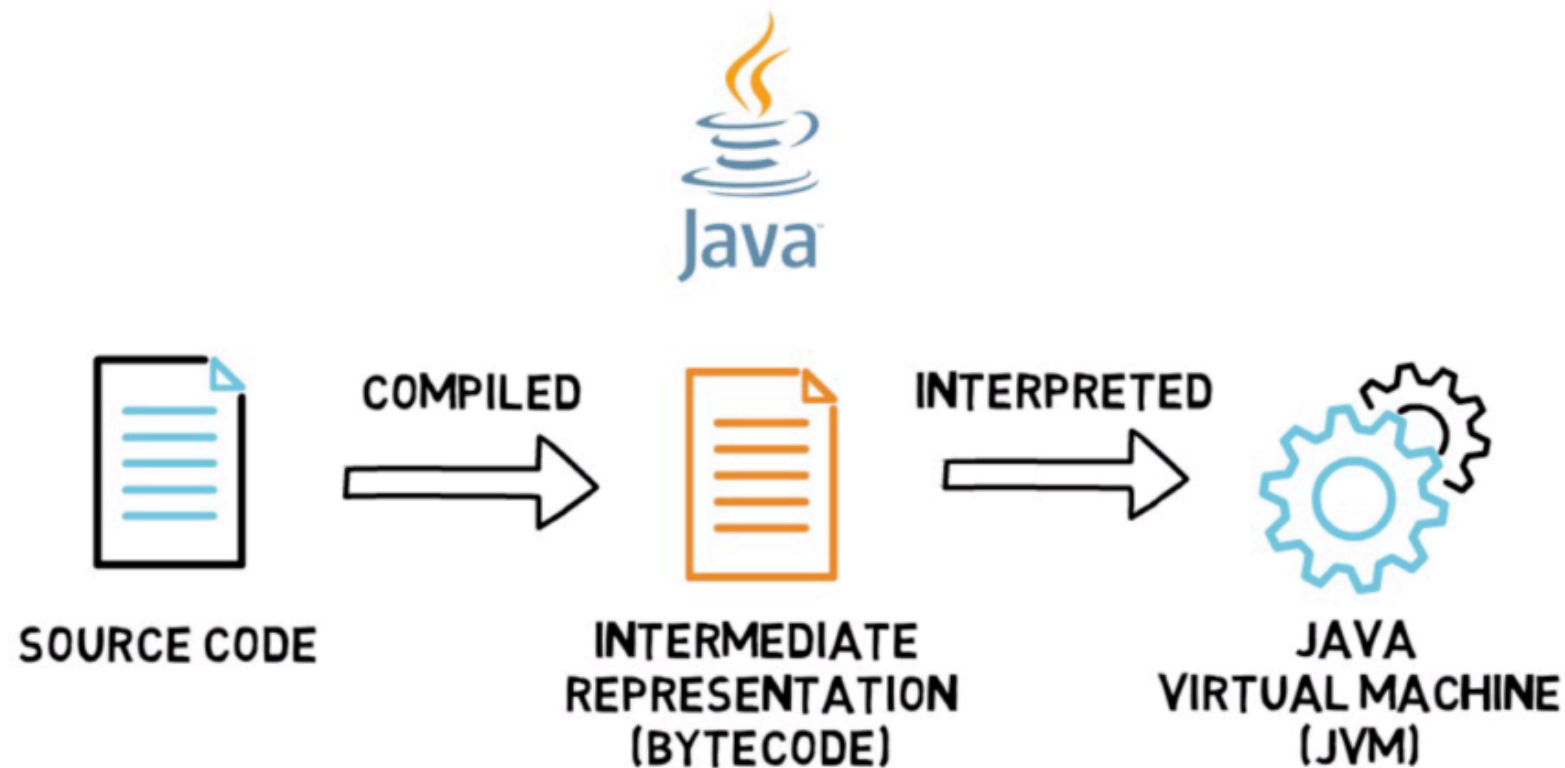 Java
COMPILED
INTERPRETED
SOURCE CODE
INTERMEDIATE
REPRESENTATION
(BYTECODE)
JAVA
VIRTUAL MACHINE
(JVM)